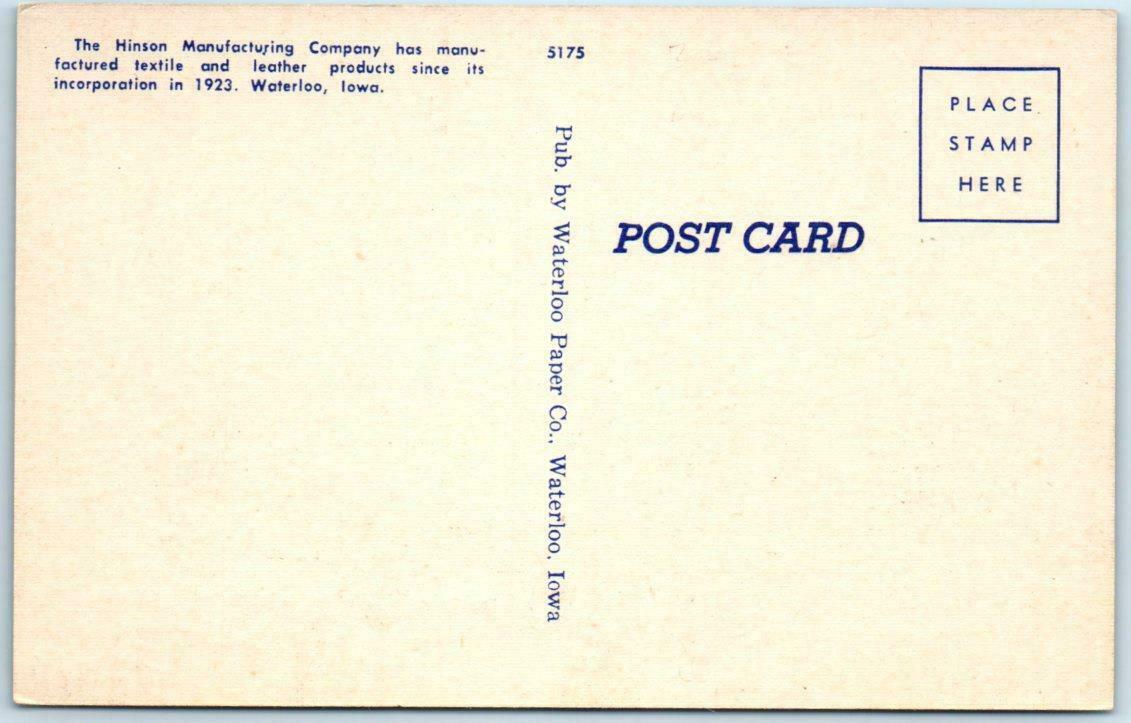 The Hinson Manufacturing Company has manu-
factured textile and leather products since its
incorporation in 1923. Waterloo, Iowa.
5175
Pub. by Waterloo Paper Co., Waterloo, Iowa
POST CARD
PLACE
STAMP
HERE